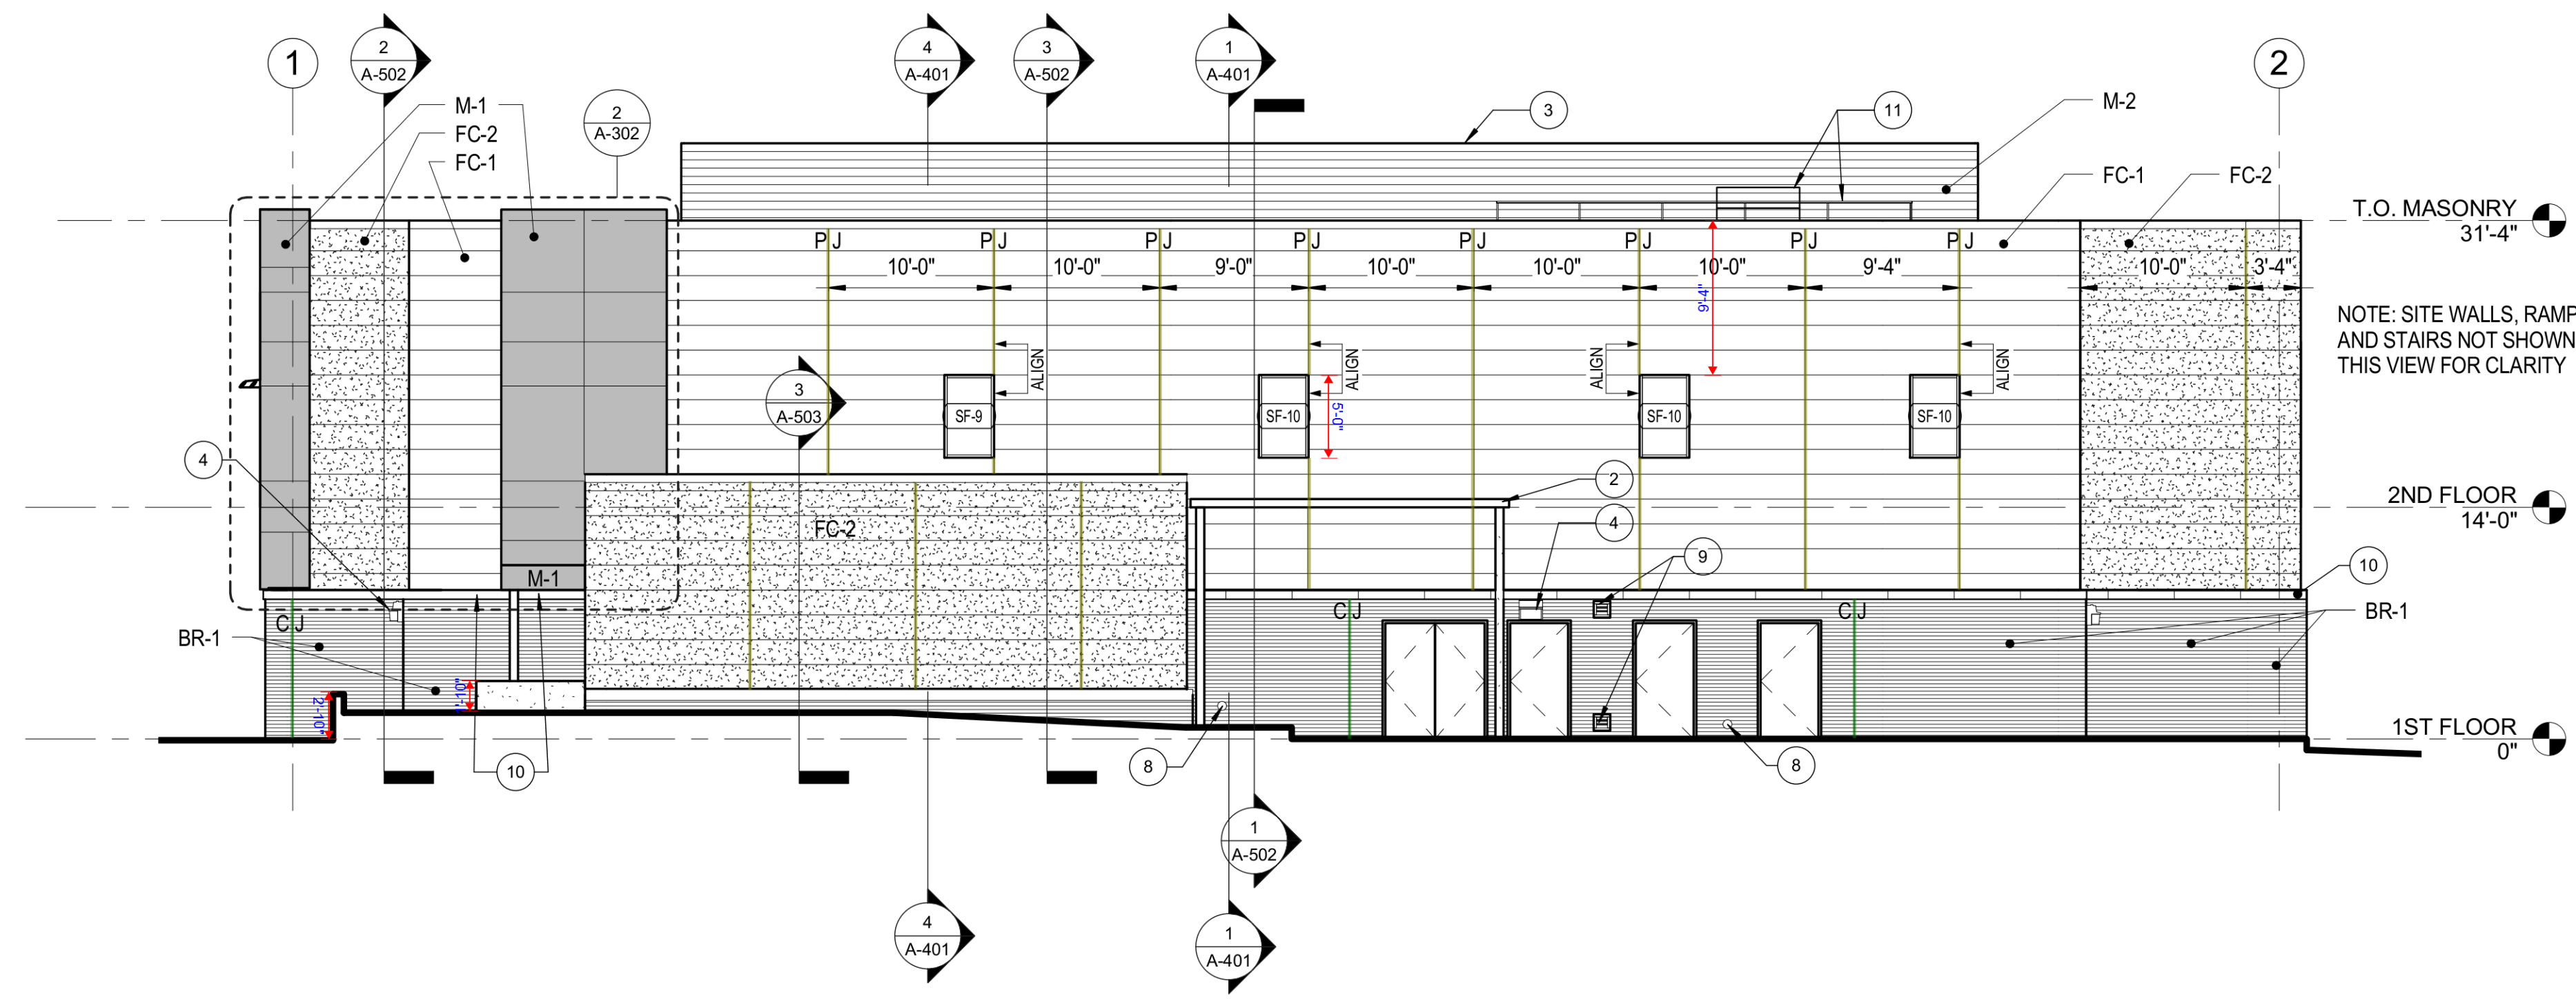 1
2
A-502
4
A-401
3
A-502
1
A-401
2
M-1
FC-2
FC-1
2
A-302
3
11
M-2
FC-1
FC-2
T.O. MASONRY
31'-4"
P J
P J
P J
P J
P J
P J
P J
P J
10'-0"
10'-0"
9'-0"
10'-0"
10'-0"
10'-0"
9'-4"
10'-0"
3'-4"
9'-4"
NOTE: SITE WALLS, RAMP
AND STAIRS NOT SHOWN
THIS VIEW FOR CLARITY
ALIGN
ALIGN
ALIGN
ALIGN
3
A-503
SF-9
SF-10
SF-10
SF-10
5'-0"
4
2
2ND FLOOR
14'-0"
FC-2
4
9
M-1
10
C J
C J
C J
BR-1
BR-1
2'-10"
1ST FLOOR
0"
10
8
8
1
A-502
4
A-401
1
A-401